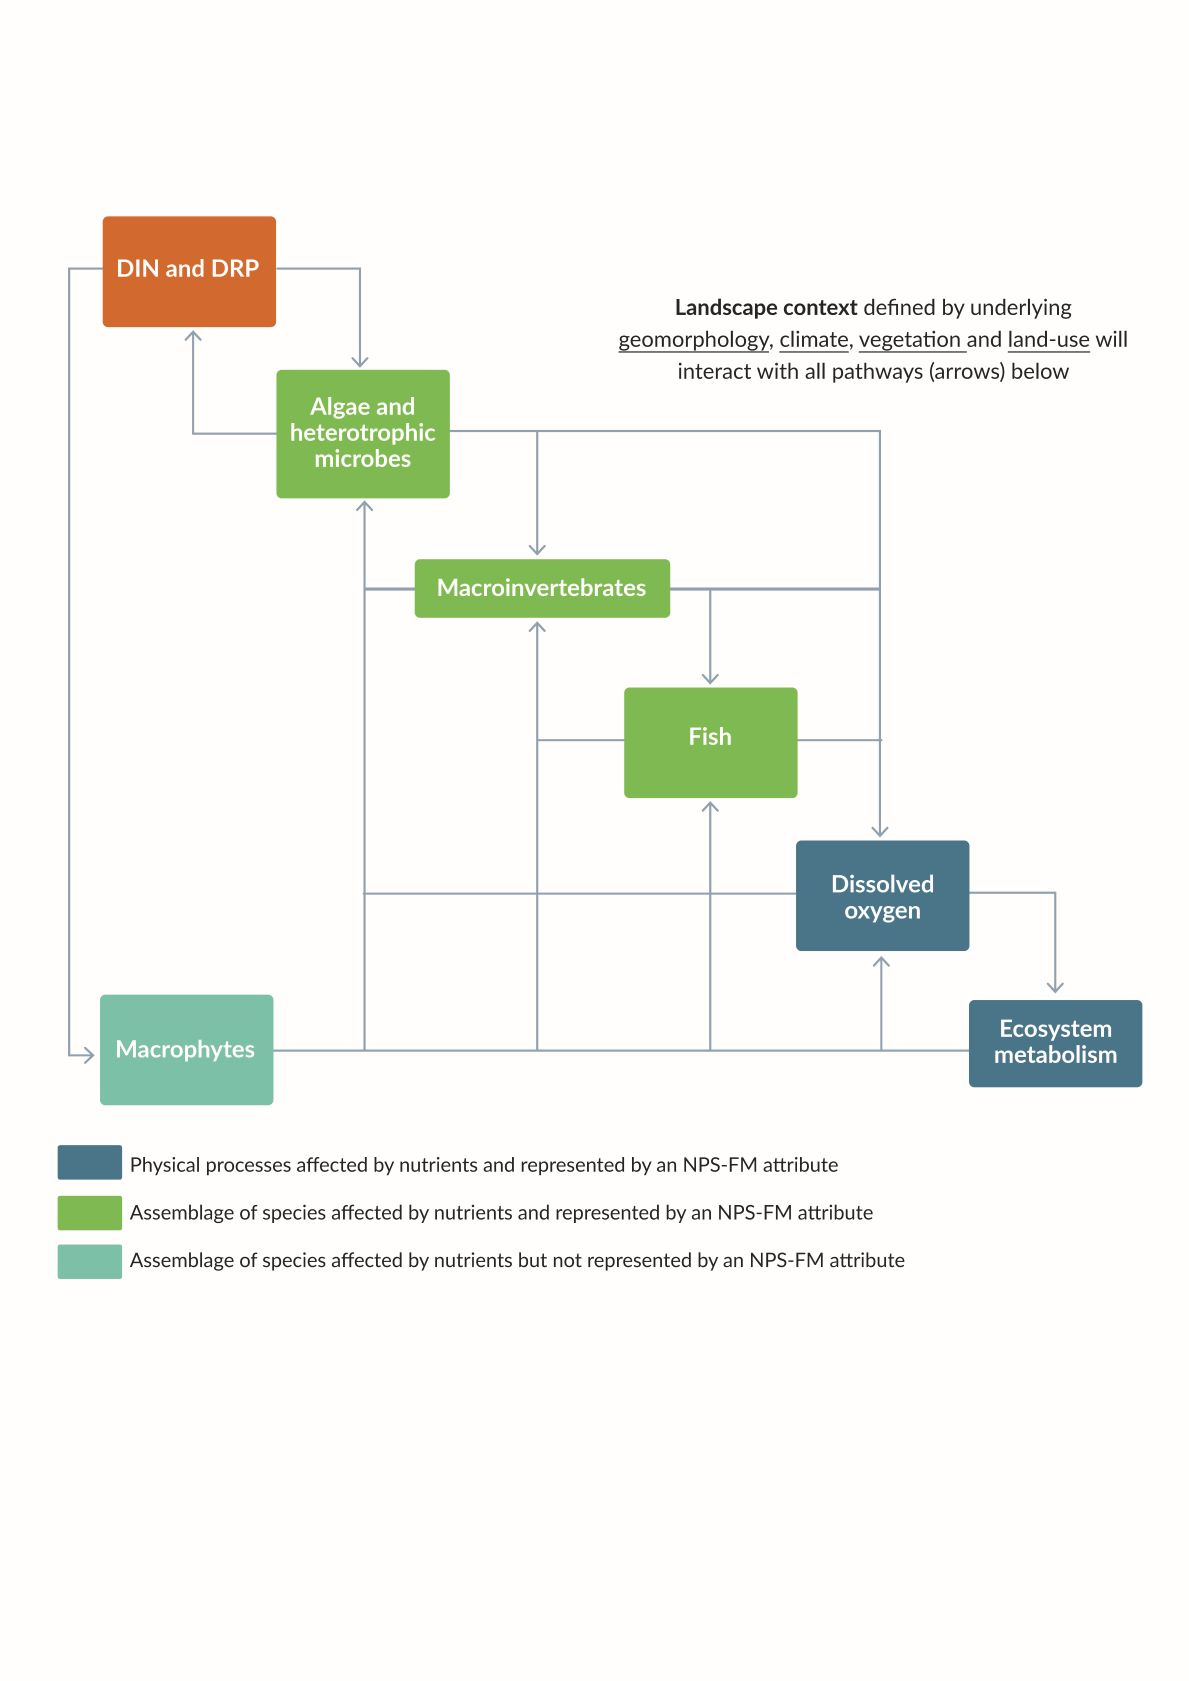 DIN and DRP
Landscape context defined by underlying
geomorphology, climate, vegetation and land-use will
interact with all pathways (arrows) below
Algae and
heterotrophic
microbes
Macroinvertebrates
Fish
Dissolved
oxygen
Macrophytes
Ecosystem
metabolism
Physical processes affected by nutrients and represented by an NPS-FM attribute
Assemblage of species affected by nutrients and represented by an NPS-FM attribute
Assemblage of species affected by nutrients but not represented by an NPS-FM attribute